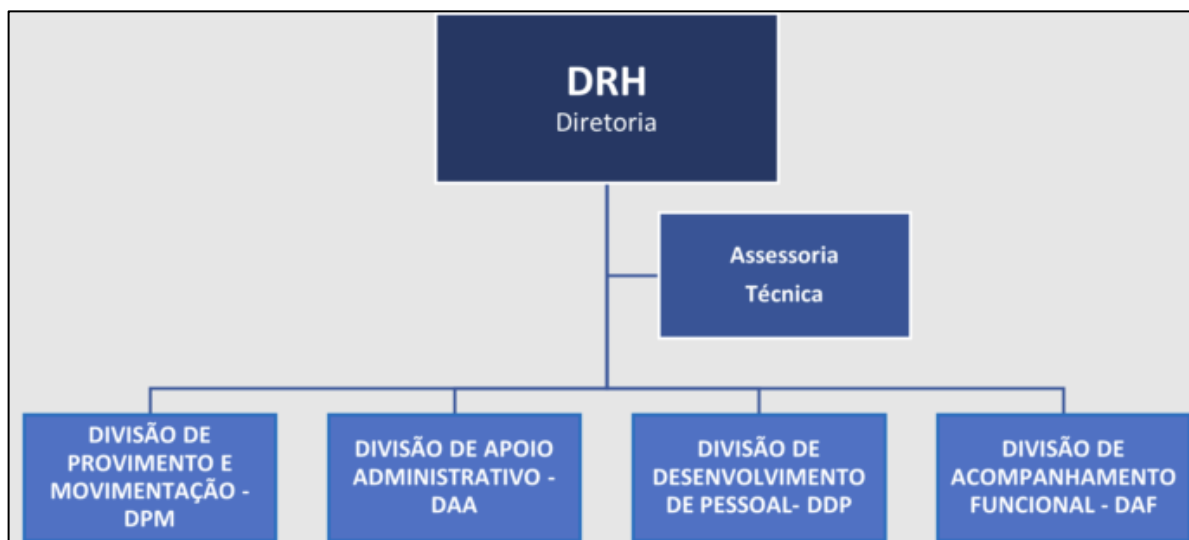 DRH
Diretoria
Assessoria
Técnica
DIVISÃO DE
PROVIMENTO E
MOVIMENTAÇÃO -
DPM
DIVISÃO DE APOIO
ADMINISTRATIVO -
DAA
DIVISÃO DE
DESENVOLVIMENTO
DE PESSOAL- DDP
DIVISÃO DE
ACOMPANHAMENTO
FUNCIONAL - DAF